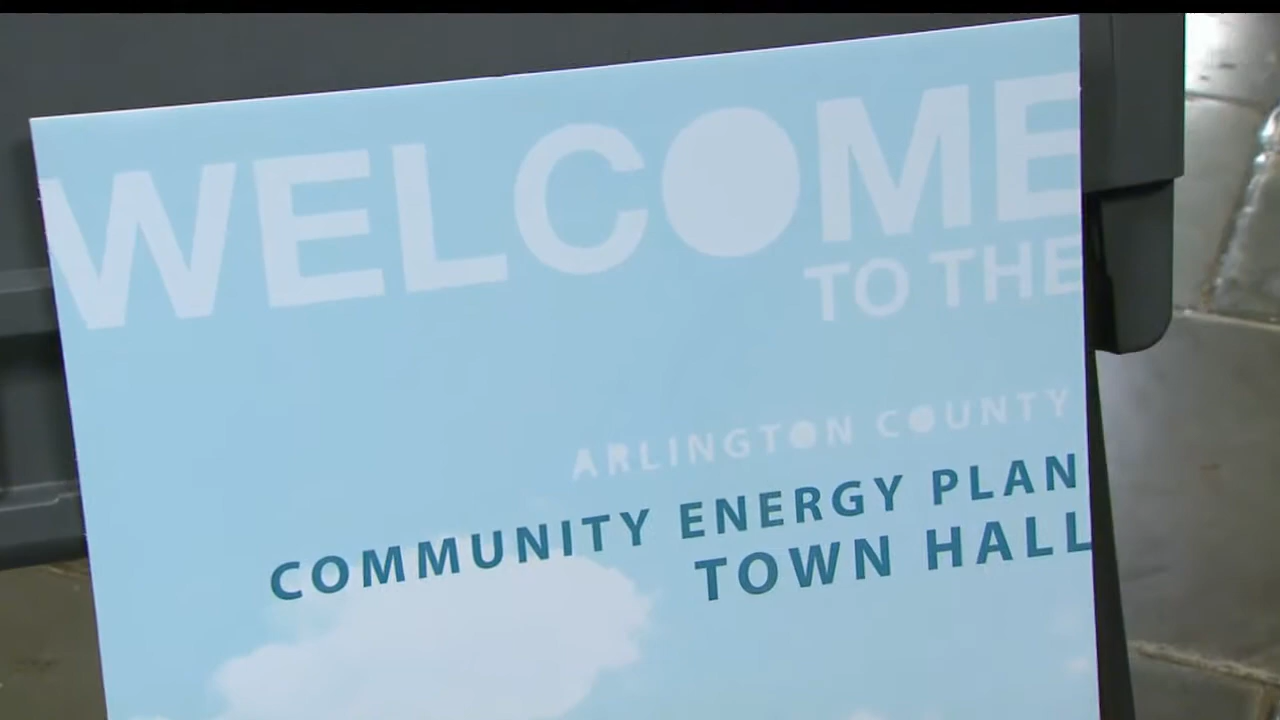 WELCOME
TO THE
ARLINGTON COUNTY
COMMUNITY ENERGY PLAN
TOWN HALL